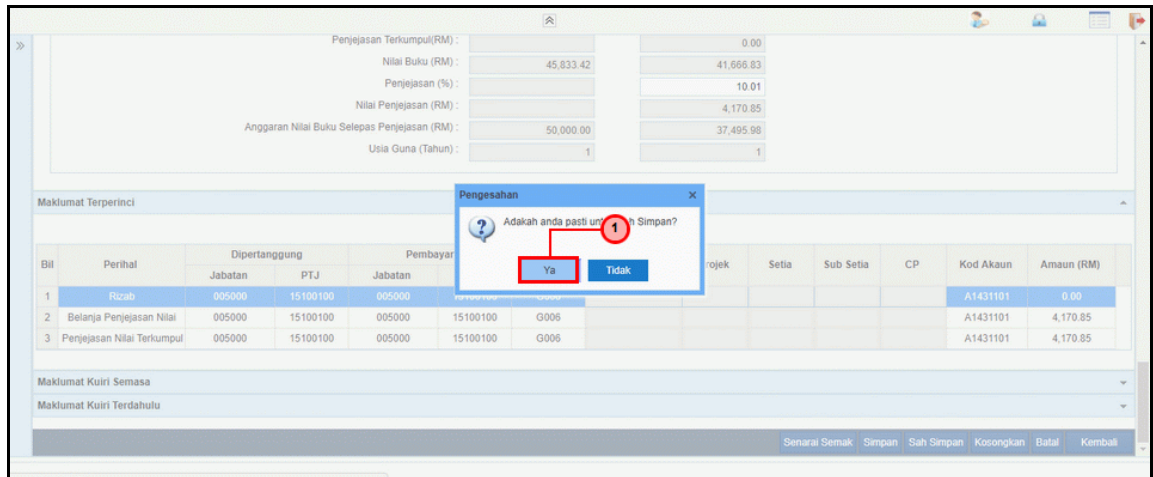 Penjejasan Terkumpul(RM) : 0.00
Nilai Buku (RM) : 45,833.42 41,666.83
Penjejasan (%) : 10.01
Nilai Penjejasan (RM) : 4,170.85
Anggaran Nilai Buku Selepas Penjejasan (RM) : 50,000.00 37,495.98
Usia Guna (Tahun) : 1 1
Pengesahan x
Maklumat Terperinci
Adakah anda pasti h Simpan?
1
Ya Tidak
Dipertanggung
Bil Perihal Jabatan PTJ Jabatan Setia Sub Setia CP Kod Akaun Amaun (RM)
1 Rizab 005000 15100100 005000 A1431101 0.00
2 Belanja Penjejasan Nilai 005000 15100100 005000 15100100 G006 A1431101 4,170.85
3 Penjejasan Nilai Terkumpul 005000 15100100 005000 15100100 G006 A1431101 4,170.85
Maklumat Kuiri Semasa
Maklumat Kuiri Terdahulu
Senarai Semak Simpan Sah Simpan Kosongkan Batal Kembali